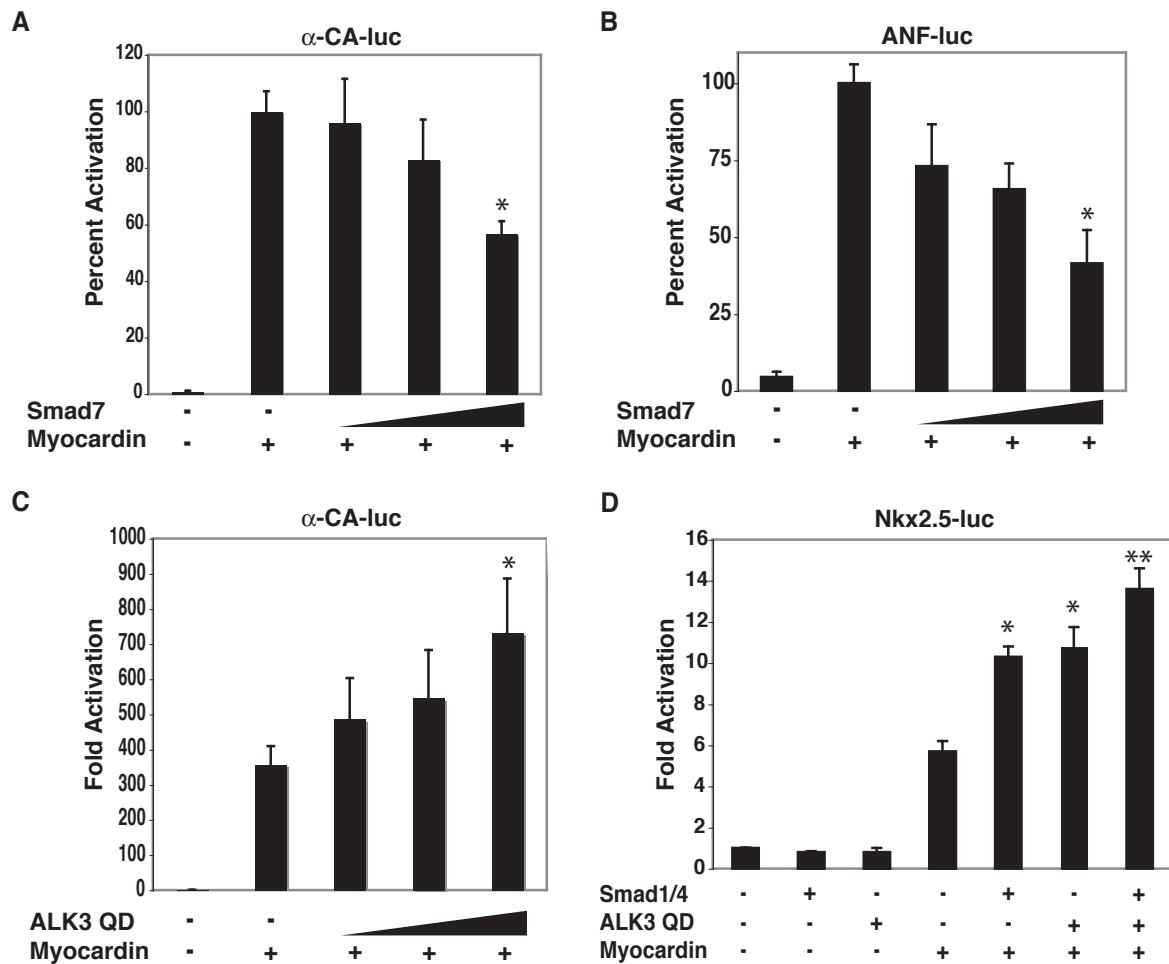 A
α-CA-luc
Percent Activation
120
100
80
60
40
20
0
*
Smad7 - -
Myocardin - + + + +
B
ANF-luc
Percent Activation
100
75
50
25
0
*
Smad7 - -
Myocardin - + + + +
C
α-CA-luc
Fold Activation
1000
900
800
700
600
500
400
300
200
100
0
*
ALK3 QD - -
Myocardin - + + + +
D
Nkx2.5-luc
Fold Activation
16
14
12
10
8
6
4
2
0
* * **
Smad1/4 - + - - + - +
ALK3 QD - - + - - + +
Myocardin - - - + + + +